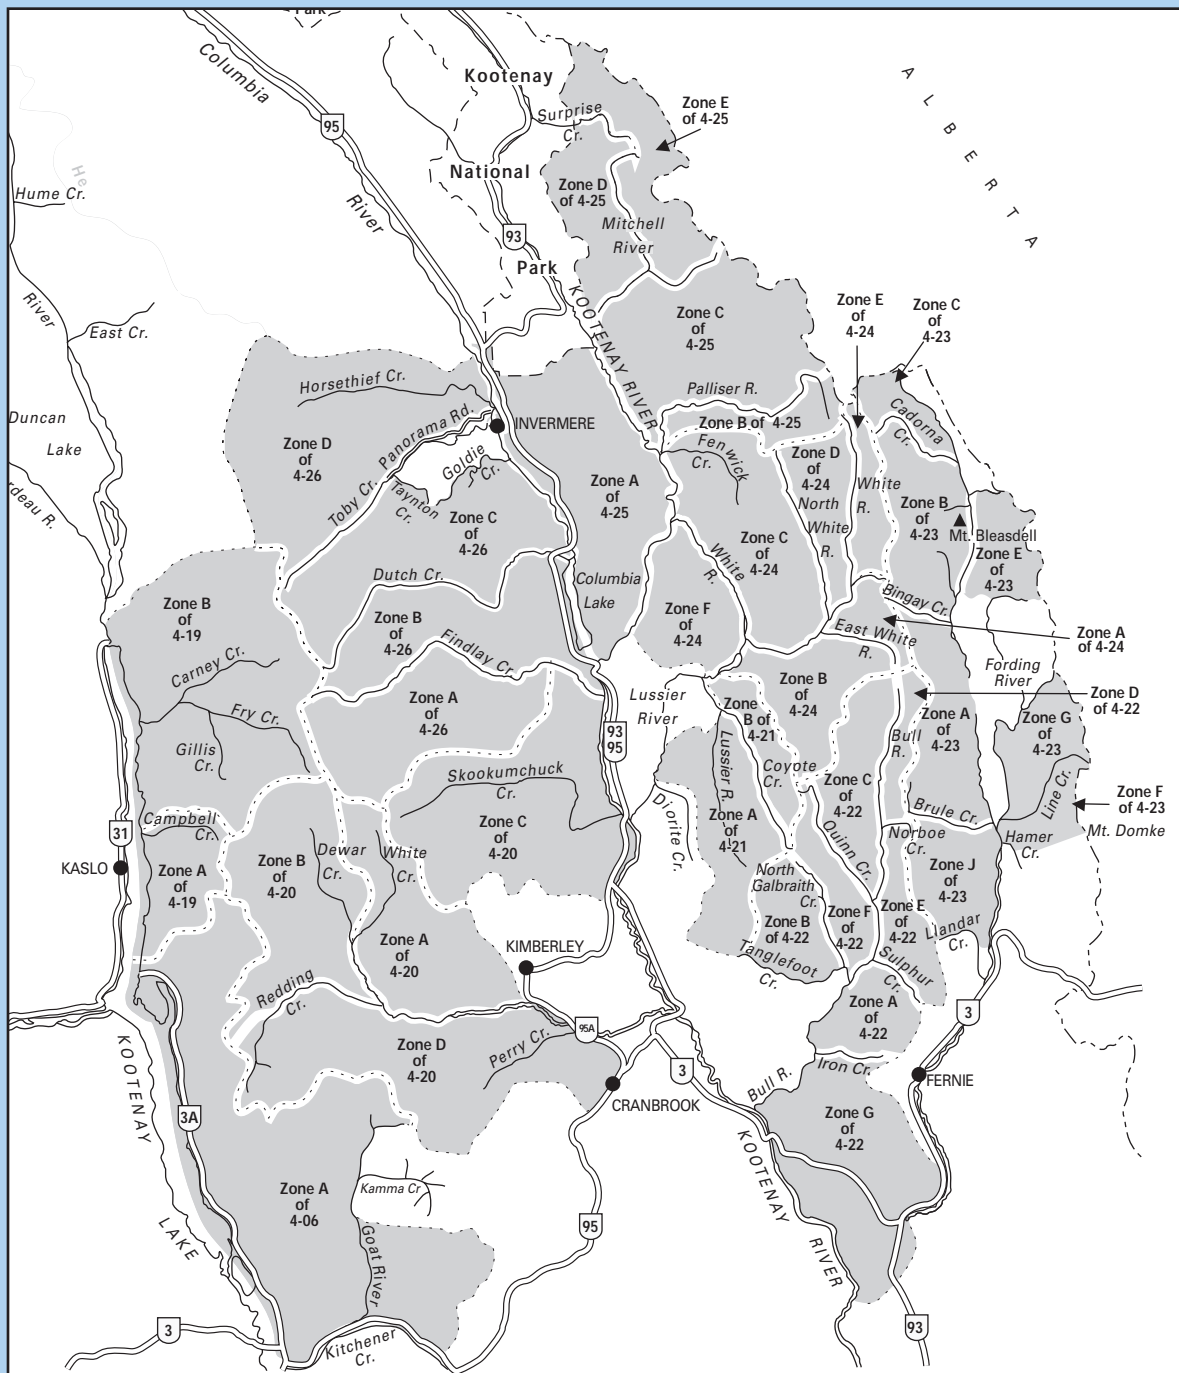 Park
Columbia
Kootenay
ALBERTA
Surprise
Cr.
Zone E
of 4-25
95
He
National
Zone D
of 4-25
Hume Cr.
River
Mitchell
River
93
Park
KOOTENAY RIVER
River
East Cr.
Zone C
of
4-25
Zone E
of
4-24
Zone C
of
4-23
Horsethief Cr.
Palliser R.
Duncan
Lake
Panorama Rd.
INVERMERE
Zone B of 4-25
Cadorna
Cr.
Zone D
of
4-26
Goldie
Cr.
Fenwick
Cr.
Zone D
of
4-24
rdeau R.
Toby Cr.
Taynton
Cr.
Zone A
of
4-25
White
R.
North
White
R.
Zone B
of
4-23
Zone C
of
4-26
Mt. Bleasdell
Zone C
of
4-24
Zone E
of
4-23
Dutch Cr.
Columbia
Lake
White
R.
Bingay Cr.
Zone B
of
4-19
Zone B
of
4-26
Zone F
of
4-24
East White
R.
Zone A
of 4-24
Findlay Cr.
Carney Cr.
Fording
River
Zone B
of
4-24
Zone D
of 4-22
Zone A
of
4-26
Lussier
River
Zone
B
of
4-21
Fry Cr.
Zone A
of
4-23
Zone G
of
4-23
Gillis
Cr.
93
95
Bull
R.
Lussier R.
Coyote
Cr.
Skookumchuck
Cr.
Zone C
of
4-22
Line Cr.
Zone F
of 4-23
Diorite Cr.
Brule Cr.
Campbell
Cr.
Zone A
of
4-21
Mt. Domke
31
Zone C
of
4-20
Quinn Cr.
Norboe
Cr.
Hamer
Cr.
Dewar
Cr.
White
Cr.
KASLO
Zone A
of
4-19
Zone B
of
4-20
North
Galbraith
Cr.
Zone J
of
4-23
Zone B
of 4-22
Zone F
of
4-22
Zone E
of
4-22
Llandar
Cr.
Zone A
of
4-20
KIMBERLEY
Tanglefoot
Cr.
Sulphur
Cr.
Redding
Cr.
Zone A
of
4-22
3
95A
Perry Cr.
Zone D
of
4-20
KOOTENAY
3
Iron Cr.
Bull R.
FERNIE
CRANBROOK
3A
Zone G
of
4-22
KOOTENAY
Zone A
of
4-06
Kamma Cr
LAKE
95
Goat River
RIVER
3
Kitchener
Cr.
93